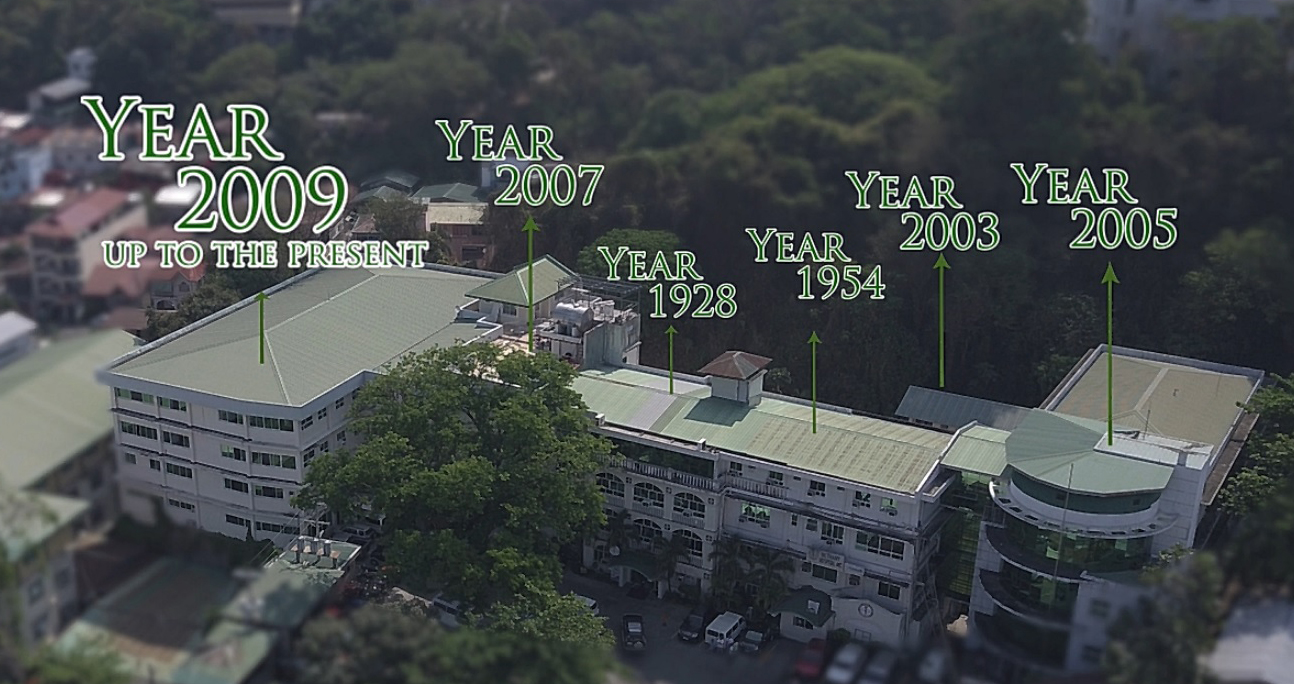 YEAR
2009
UP TO THE PRESENT
YEAR
2007
YEAR
1928
YEAR
1954
YEAR
2003
YEAR
2005